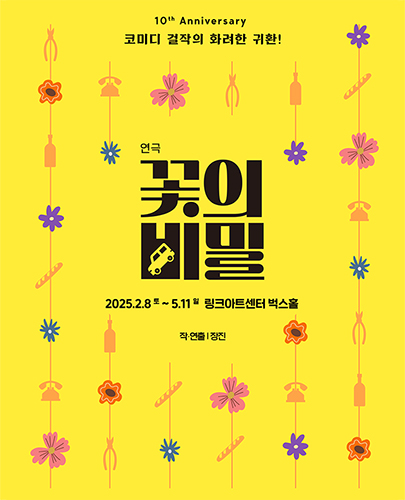 10th Anniversary
코미디 걸작의 화려한 귀환!
연극
꽃의
비밀
2025.2.8 토 ~ 5.11 일 링크아트센터 벅스홀
작·연출 | 장진